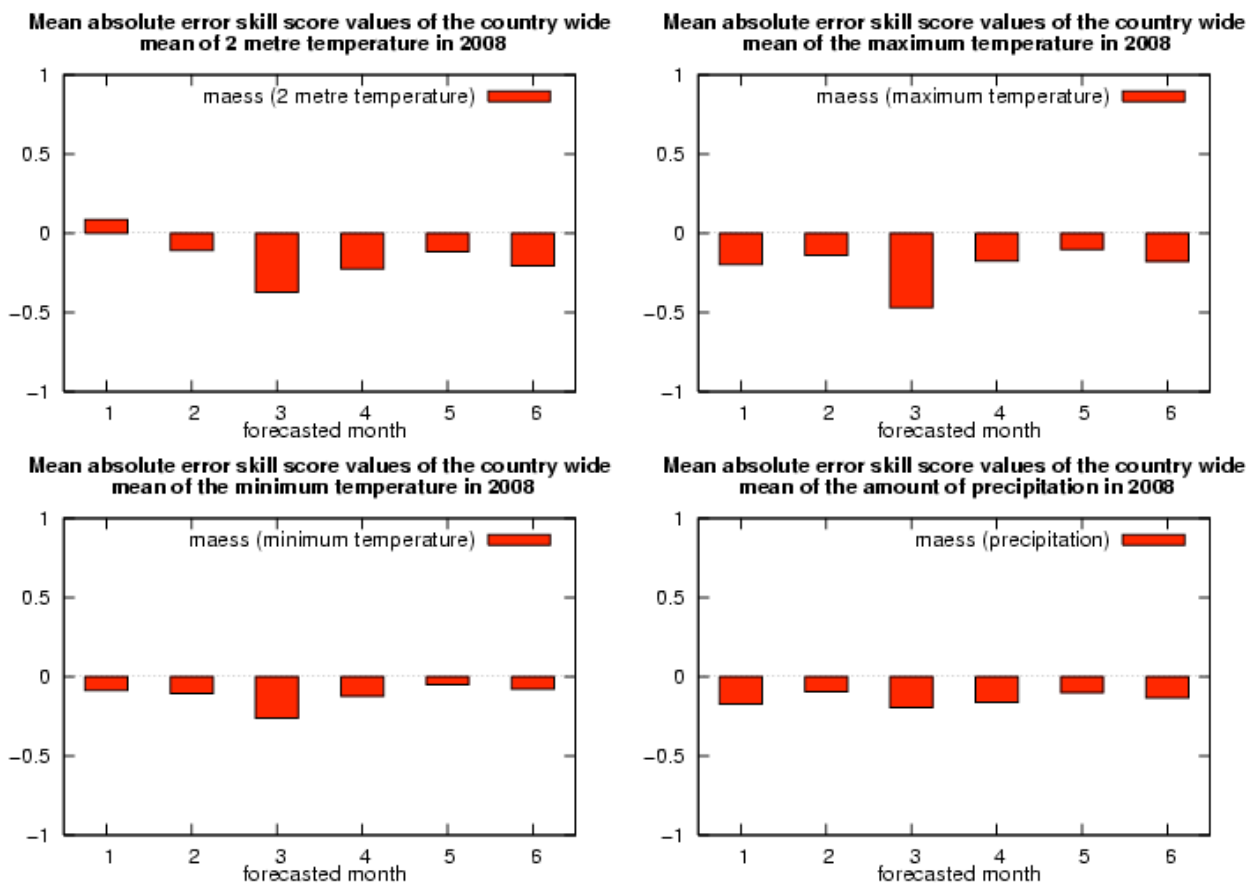 Mean absolute error skill score values of the country wide
mean of 2 metre temperature in 2008
1
maess (2 metre temperature)
0.5
0
−0.5
−1
1 2 3 4 5 6
forecasted month
Mean absolute error skill score values of the country wide
mean of the maximum temperature in 2008
1
maess (maximum temperature)
0.5
0
−0.5
−1
1 2 3 4 5 6
forecasted month
Mean absolute error skill score values of the country wide
mean of the minimum temperature in 2008
1
maess (minimum temperature)
0.5
0
−0.5
−1
1 2 3 4 5 6
forecasted month
Mean absolute error skill score values of the country wide
mean of the amount of precipitation in 2008
1
maess (precipitation)
0.5
0
−0.5
−1
1 2 3 4 5 6
forecasted month